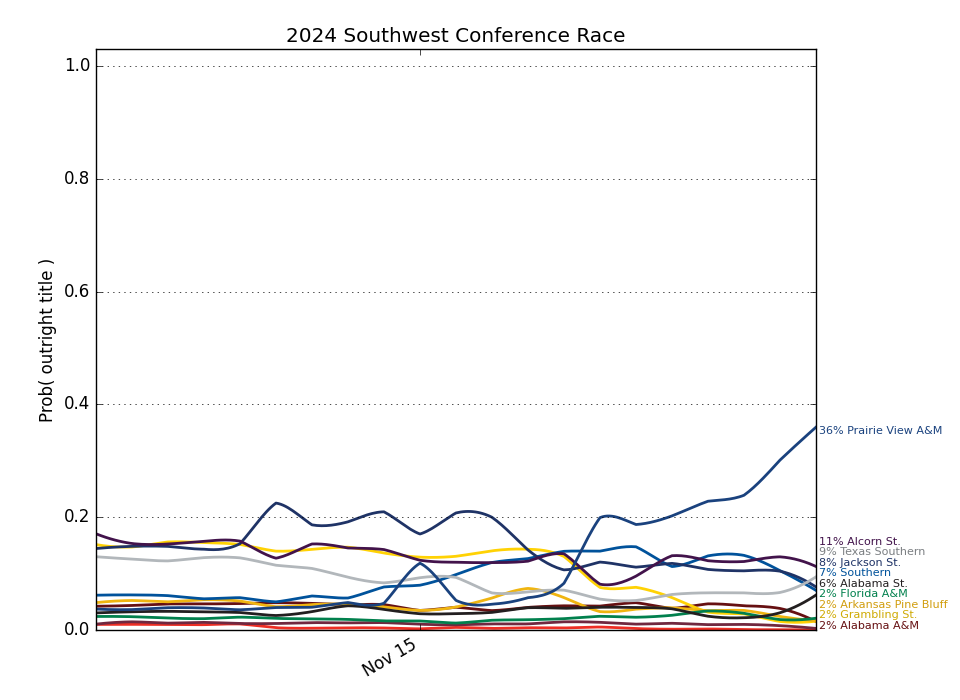 2024 Southwest Conference Race
Prob( outright title )
1.0
0.8
0.6
0.4
0.2
0.0
Nov 15
36% Prairie View A&M
11% Alcorn St.
9% Texas Southern
8% Jackson St.
7% Southern
6% Alabama St.
2% Florida A&M
2% Arkansas Pine Bluff
2% Grambling St.
2% Alabama A&M